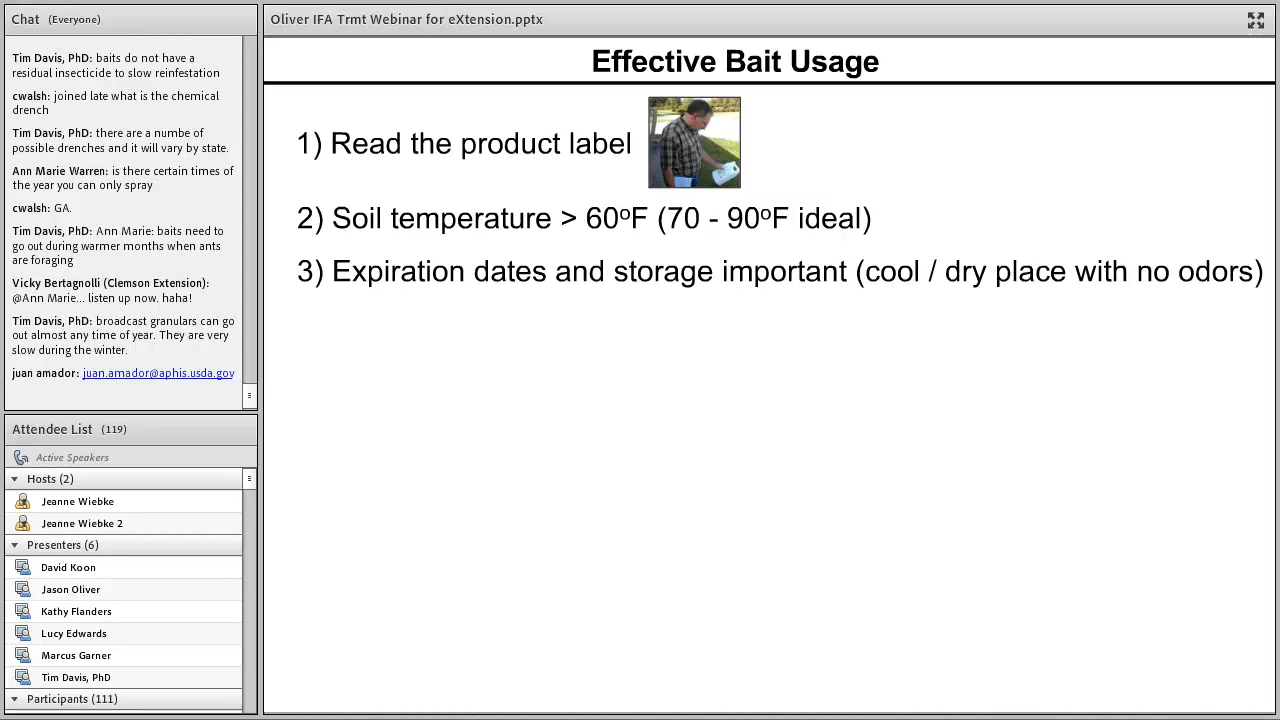 Chat (Everyone)
Tim Davis, PhD: baits do not have a
residual insecticide to slow reinfestation
cwalsh: joined late what is the chemical
drench
Tim Davis, PhD: there are a numbe of
possible drenches and it will vary by state.
Ann Marie Warren: is there certain times of
the year you can only spray
cwalsh: GA.
Tim Davis, PhD: Ann Marie: baits need to
go out during warmer months when ants
are foraging
Vicky Bertagnolli (Clemson Extension):
@Ann Marie... listen up now. haha!
Tim Davis, PhD: broadcast granulars can go
out almost any time of year. They are very
slow during the winter.
juan amador: juan.amador@aphis.usda.gov
Attendee List (119)
Active Speakers
Hosts (2)
Jeanne Wiebke
Jeanne Wiebke 2
Presenters (6)
David Koon
Jason Oliver
Kathy Flanders
Lucy Edwards
Marcus Garner
Tim Davis, PhD
Participants (111)
Oliver IFA Trmt Webinar for eXtension.pptx
Effective Bait Usage
1) Read the product label
2) Soil temperature > 60ºF (70 - 90ºF ideal)
3) Expiration dates and storage important (cool / dry place with no odors)